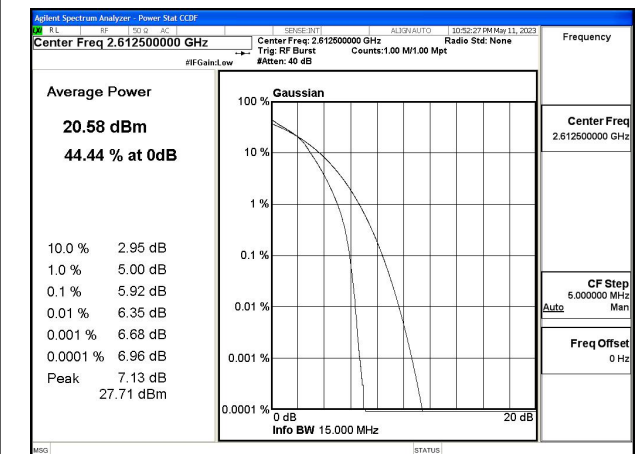 Agilent Spectrum Analyzer - Power Stat CCDF
LXI RL RF 50 Ω AC SENSE:INT ALIGN AUTO 10:52:27 PM May 11, 2023
Center Freq 2.612500000 GHz
Center Freq: 2.612500000 GHz Radio Std: None
Trig: RF Burst Counts:1.00 M/1.00 Mpt
#IFGain:Low #Atten: 40 dB
Frequency
Average Power
20.58 dBm
44.44 % at 0dB
10.0 % 2.95 dB
1.0 % 5.00 dB
0.1 % 5.92 dB
0.01 % 6.35 dB
0.001 % 6.68 dB
0.0001 % 6.96 dB
Peak 7.13 dB
27.71 dBm
Gaussian
100 %
10 %
1 %
0.1 %
0.01 %
0.001 %
0.0001 %
0 dB 20 dB
Info BW 15.000 MHz
Center Freq
2.612500000 GHz
CF Step
5.000000 MHz
Auto Man
Freq Offset
0 Hz
MSG STATUS